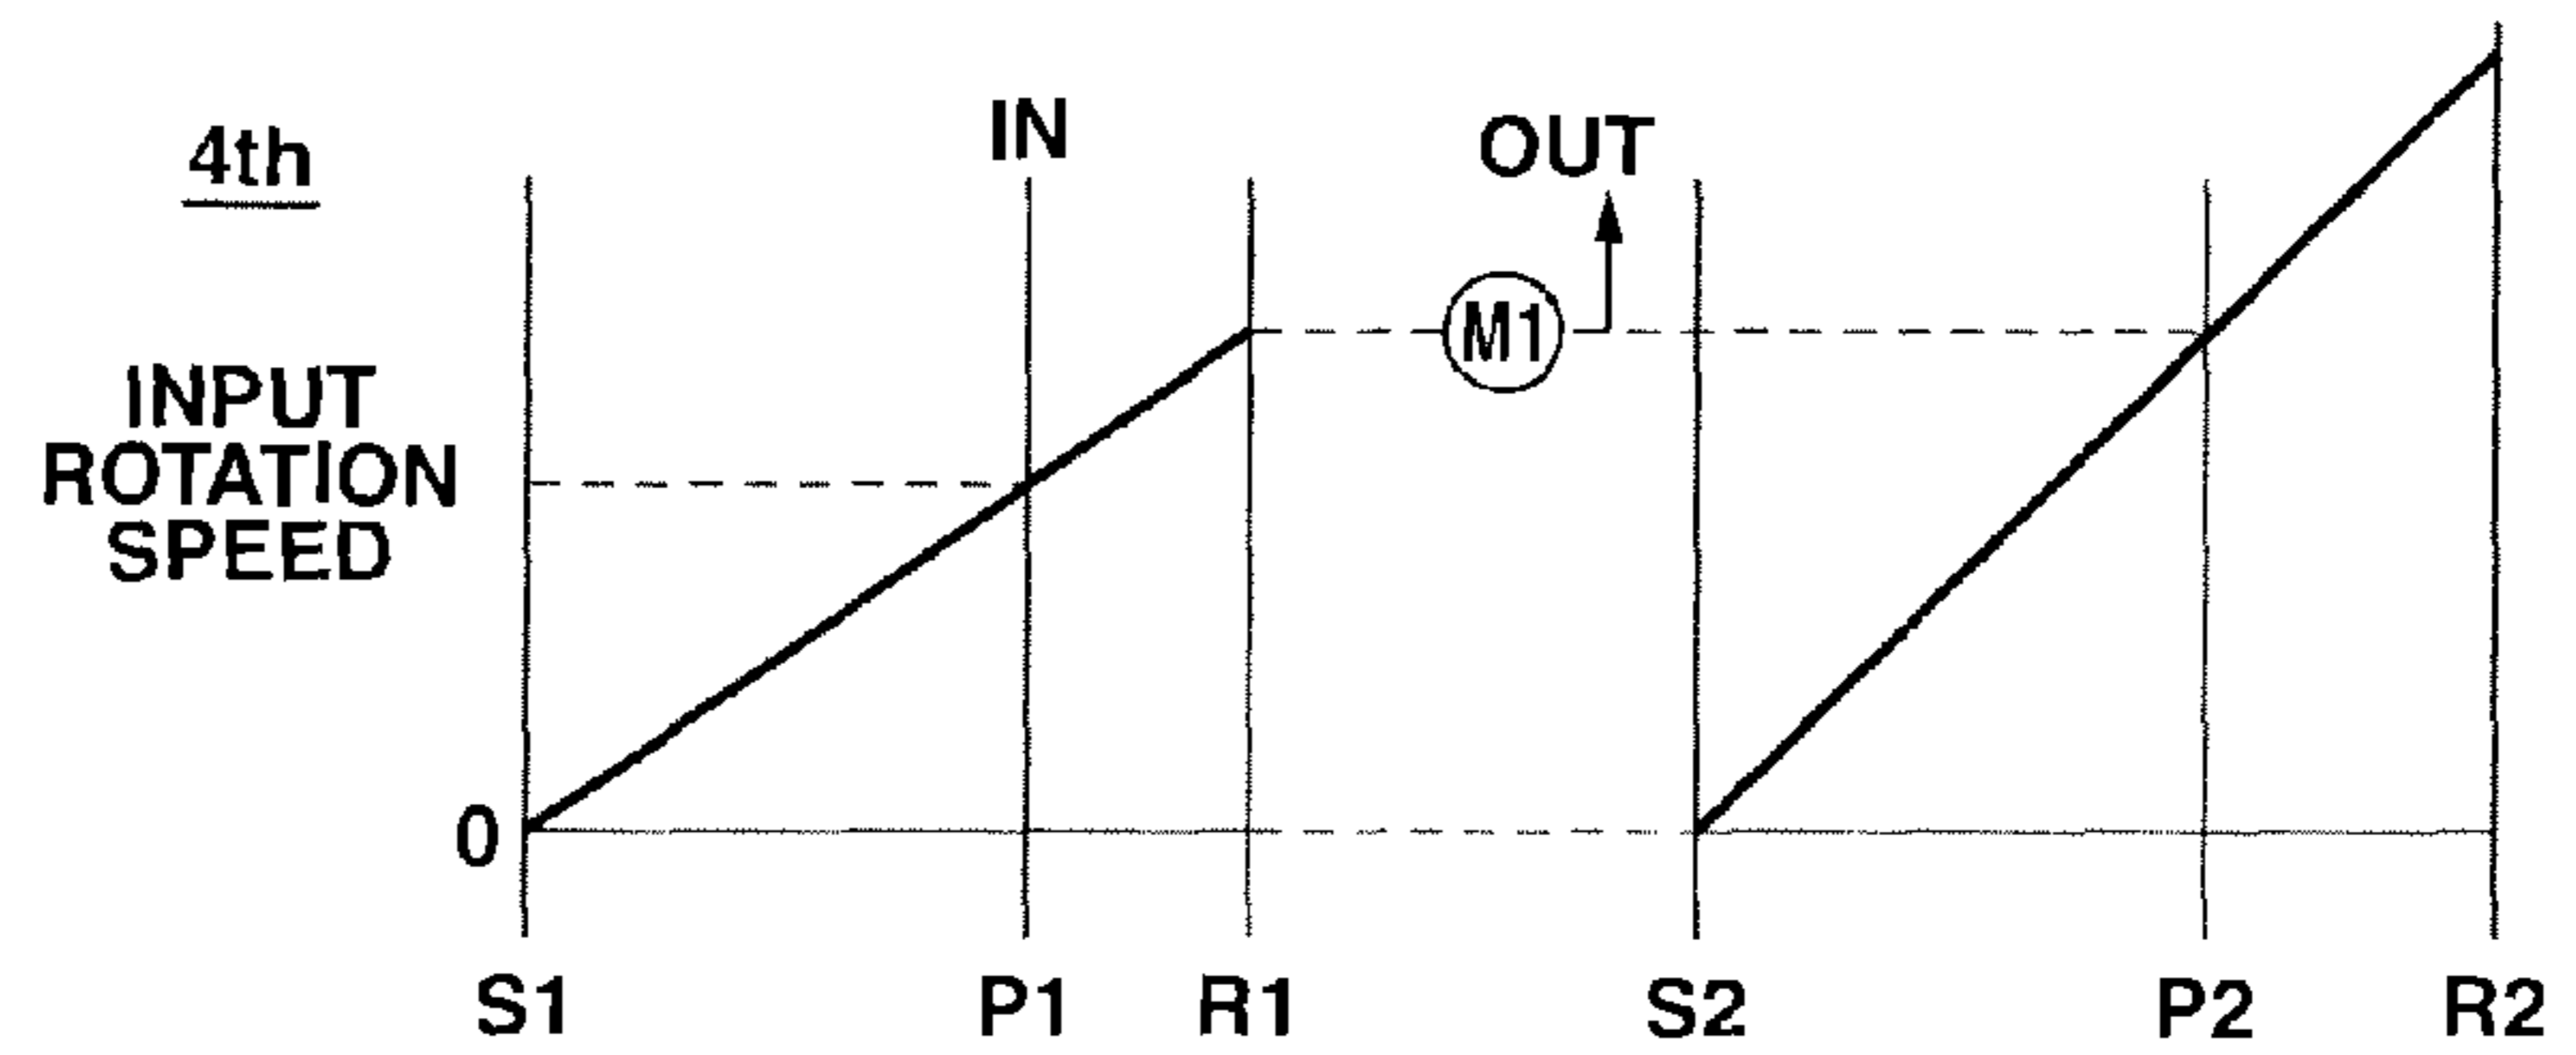 4th
IN
OUT
M1
INPUT
ROTATION
SPEED
0
S1
P1
R1
S2
P2
R2